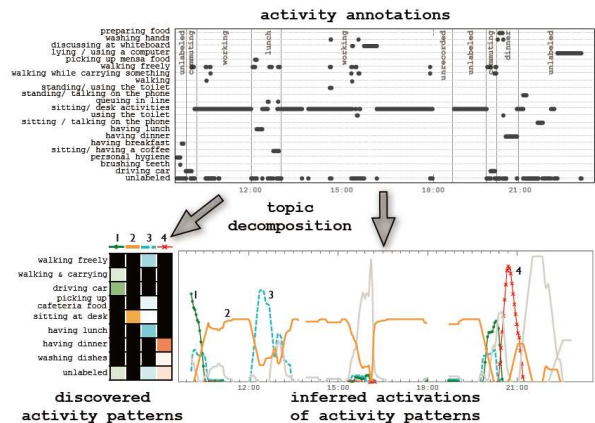 activity annotations
preparing food
washing hands
discussing at whiteboard
lying / using a computer
picking up mensa food
walking freely
walking while carrying something
walking
standing/ using the toilet
standing/ talking on the phone
queuing in line
sitting/ desk activities
using the toilet
sitting / talking on the phone
having lunch
having dinner
sitting/ having a coffee
having breakfast
personal hygiene
brushing teeth
driving car
unlabeled
unlabeled
commuting
working
lunch
working
unrecorded
unlabeled
commuting
dinner
unlabeled
12:00 15:00 18:00 21:00
topic
decomposition
1 2 3 4
walking freely
walking & carrying
driving car
picking up
cafeteria food
sitting at desk
having lunch
having dinner
washing dishes
unlabeled
1
2
3
4
12:00 15:00 18:00 21:00
discovered
activity patterns
inferred activations
of activity patterns